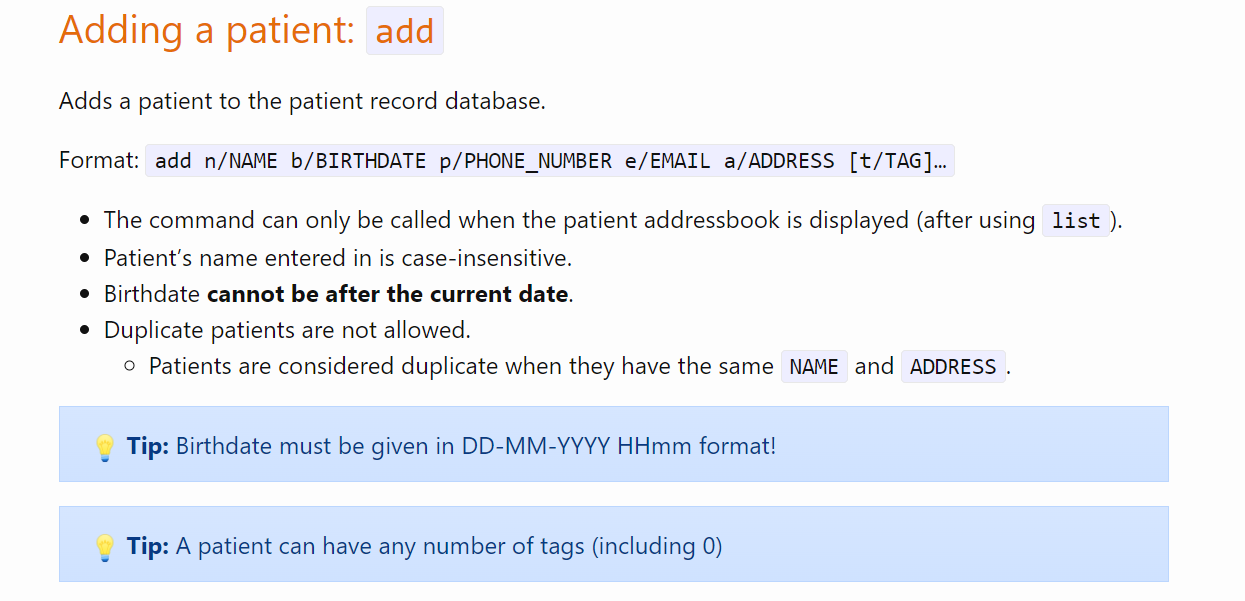 Adding a patient: add
Adds a patient to the patient record database.
Format: add n/NAME b/BIRTHDATE p/PHONE_NUMBER e/EMAIL a/ADDRESS [t/TAG]…
The command can only be called when the patient addressbook is displayed (after using list).
Patient’s name entered in is case-insensitive.
Birthdate cannot be after the current date.
Duplicate patients are not allowed.
Patients are considered duplicate when they have the same NAME and ADDRESS.
Tip: Birthdate must be given in DD-MM-YYYY HHmm format!
Tip: A patient can have any number of tags (including 0)